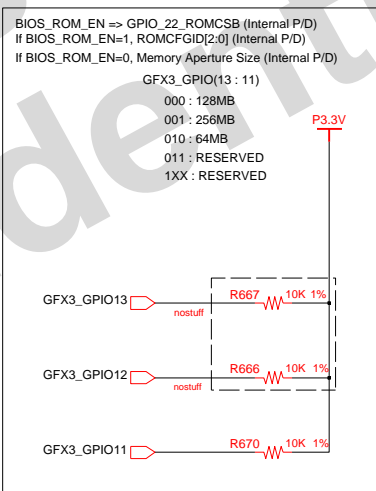 BIOS_ROM_EN => GPIO_22_ROMCSB (Internal P/D)
If BIOS_ROM_EN=1, ROMCFGID[2:0] (Internal P/D)
If BIOS_ROM_EN=0, Memory Aperture Size (Internal P/D)
GFX3_GPIO(13 : 11)
000 : 128MB
001 : 256MB
010 : 64MB
011 : RESERVED
1XX : RESERVED
P3.3V
GFX3_GPIO13
nostuff
R667
10K 1%
GFX3_GPIO12
nostuff
R666
10K 1%
GFX3_GPIO11
R670
10K 1%